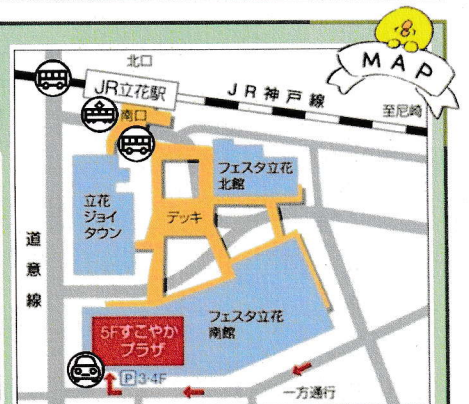 MAP
北口
JR立花駅
JR神戸線
南口
至尼崎
フェスタ立花
北館
立花
ジョイ
タウン
デッキ
道意線
フェスタ立花
南館
5Fすこやか
プラザ
P 3・4F
一方通行